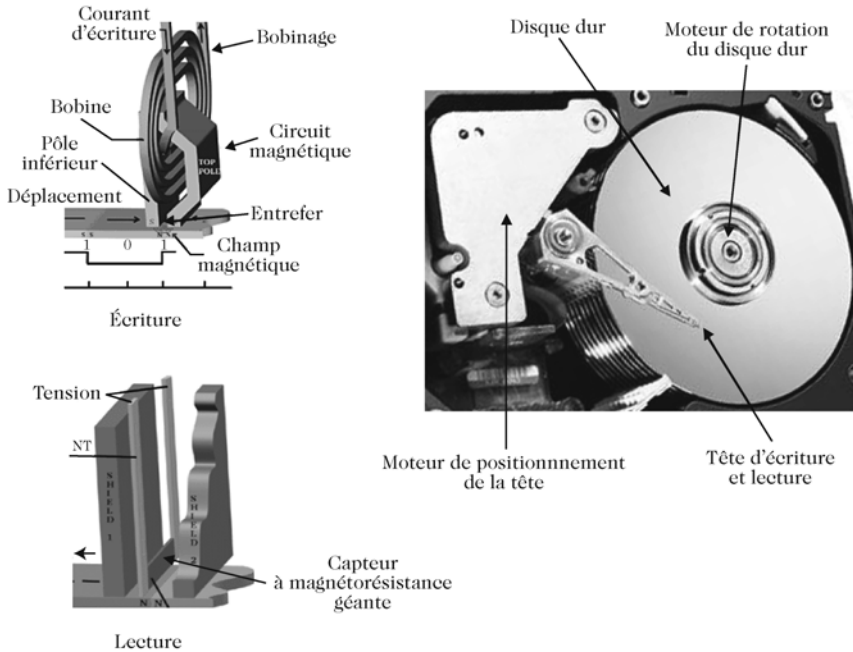 Courant
d'écriture
Bobinage
Bobine
Pôle
inférieur
Circuit
magnétique
TOP
POLE
Déplacement
Entrefer
S
S S
N N
1 0 1
Champ
magnétique
Écriture
Disque dur
Moteur de rotation
du disque dur
Moteur de positionnnement
de la tête
Tête d'écriture
et lecture
Tension
NT
SHIELD 1
SHIELD 2
Capteur
à magnétorésistance
géante
N N
Lecture